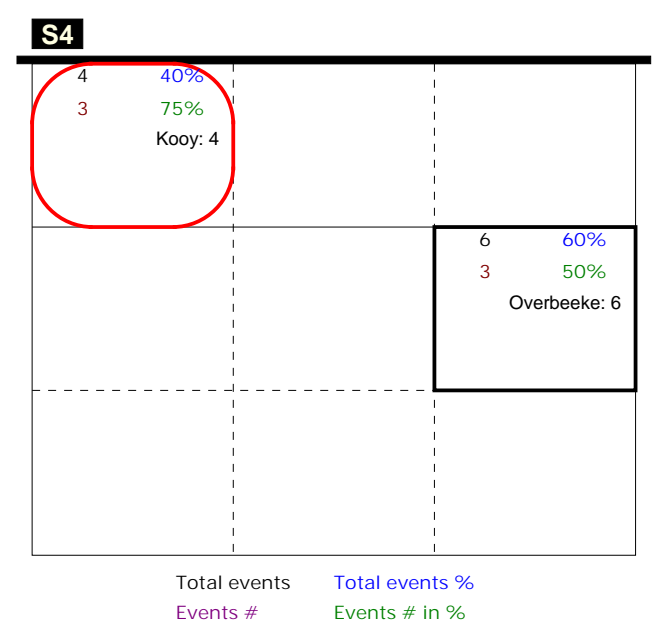 S4
4 40%
3 75%
Kooy: 4
6 60%
3 50%
Overbeeke: 6
Total events Total events %
Events # Events # in %